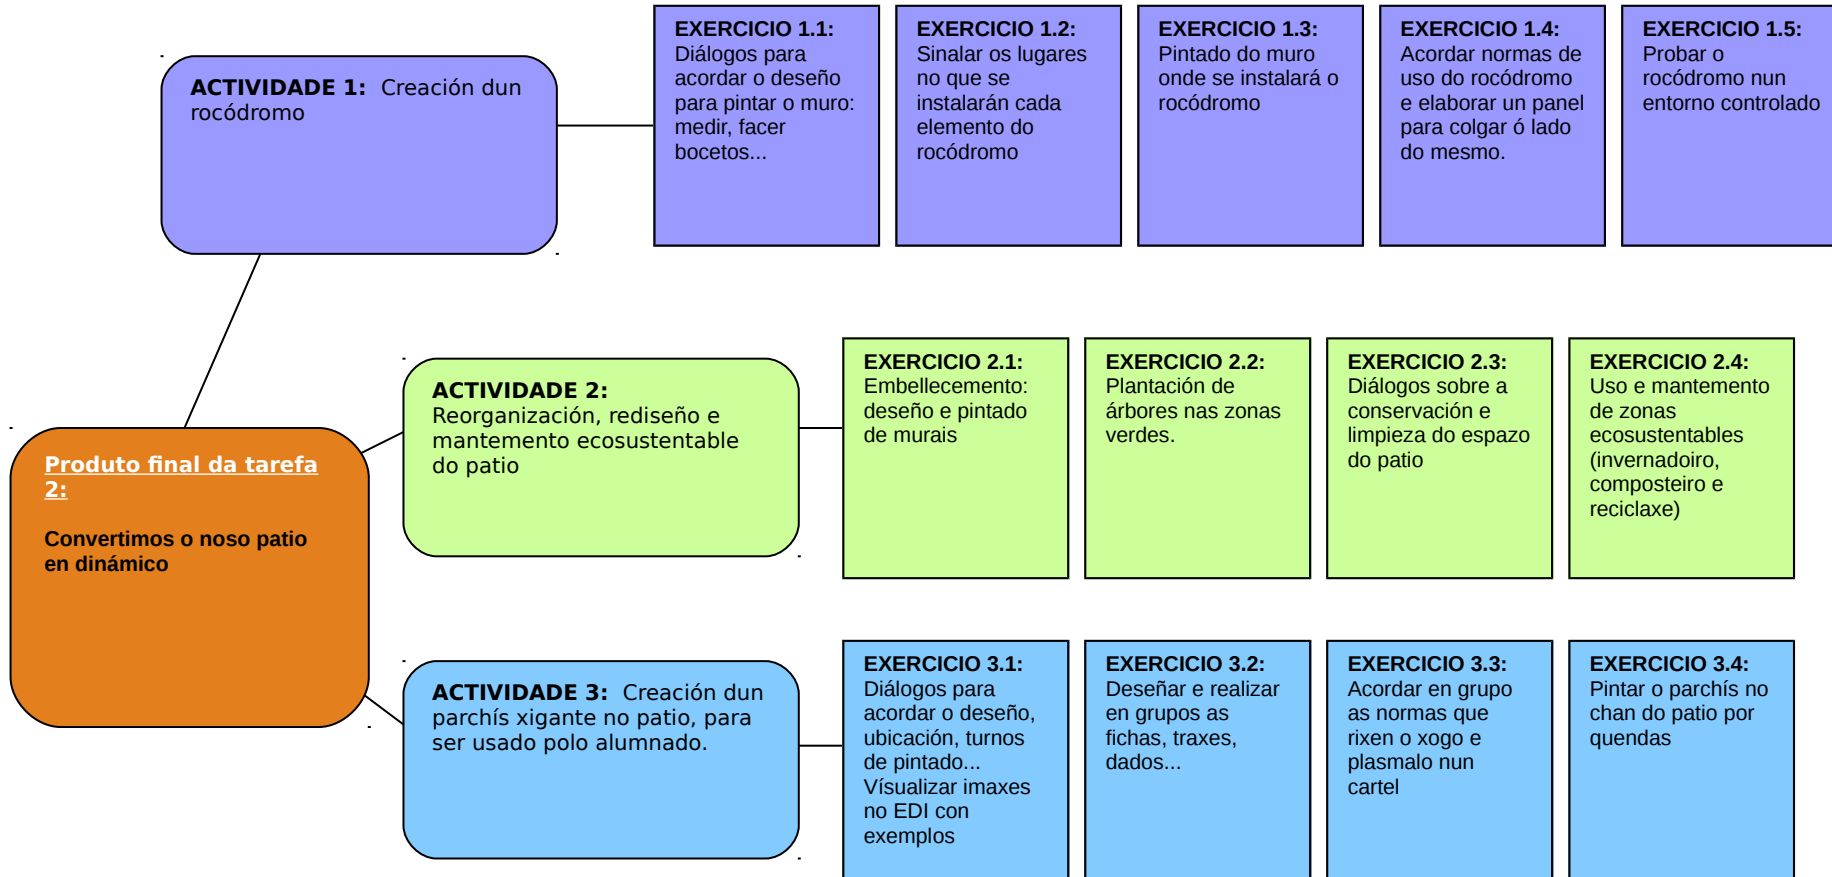 ACTIVIDADE 1:  Creación dun
rocódromo
EXERCICIO 1.1:
Diálogos para
acordar o deseño
para pintar o muro:
medir, facer
bocetos...
EXERCICIO 1.2:
Sinalar os lugares
no que se
instalarán cada
elemento do
rocódromo
EXERCICIO 1.3:
Pintado do muro
onde se instalará o
rocódromo
EXERCICIO 1.4:
Acordar normas de
uso do rocódromo
e elaborar un panel
para colgar ó lado
do mesmo.
EXERCICIO 1.5:
Probar o
rocódromo nun
entorno controlado
Produto final da tarefa
2:
Convertimos o noso patio
en dinámico
ACTIVIDADE 2:
Reorganización, rediseño e
mantemento ecosustentable
do patio
EXERCICIO 2.1:
Embellecemento:
deseño e pintado
de murais
EXERCICIO 2.2:
Plantación de
árbores nas zonas
verdes.
EXERCICIO 2.3:
Diálogos sobre a
conservación e
limpieza do espazo
do patio
EXERCICIO 2.4:
Uso e mantemento
de zonas
ecosustentables
(invernadoiro,
composteiro e
reciclaxe)
ACTIVIDADE 3:  Creación dun
parchís xigante no patio, para
ser usado polo alumnado.
EXERCICIO 3.1:
Diálogos para
acordar o deseño,
ubicación, turnos
de pintado...
Vísualizar imaxes
no EDI con
exemplos
EXERCICIO 3.2:
Deseñar e realizar
en grupos as
fichas, traxes,
dados...
EXERCICIO 3.3:
Acordar en grupo
as normas que
rixen o xogo e
plasmalo nun
cartel
EXERCICIO 3.4:
Pintar o parchís no
chan do patio por
quendas